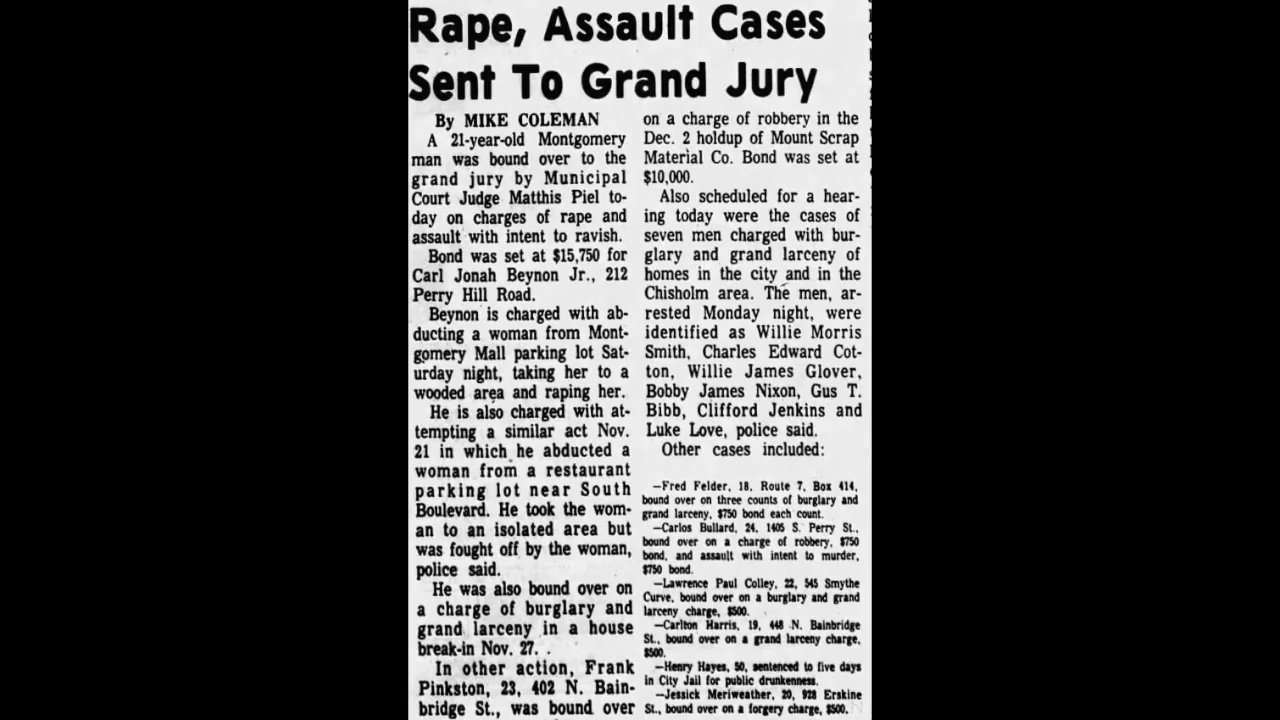 Rape, Assault Cases
Sent To Grand Jury
By MIKE COLEMAN
A 21-year-old Montgomery
man was bound over to the
grand jury by Municipal
Court Judge Matthis Piel to-
day on charges of rape and
assault with intent to ravish.
Bond was set at $15,750 for
Carl Jonah Beynon Jr., 212
Perry Hill Road.
Beynon is charged with ab-
ducting a woman from Mont-
gomery Mall parking lot Sat-
urday night, taking her to a
wooded area and raping her.
He is also charged with at-
tempting a similar act Nov.
21 in which he abducted a
woman from a restaurant
parking lot near South
Boulevard. He took the wom-
an to an isolated area but
was fought off by the woman,
police said.
He was also bound over on
a charge of burglary and
grand larceny in a house
break-in Nov. 27. .
In other action, Frank
Pinkston, 23, 402 N. Bain-
bridge St., was bound over
on a charge of robbery in the
Dec. 2 holdup of Mount Scrap
Material Co. Bond was set at
$10,000.
Also scheduled for a hear-
ing today were the cases of
seven men charged with bur-
glary and grand larceny of
homes in the city and in the
Chisholm area. The men, ar-
rested Monday night, were
identified as Willie Morris
Smith, Charles Edward Cot-
ton, Willie James Glover,
Bobby James Nixon, Gus T.
Bibb, Clifford Jenkins and
Luke Love, police said.
Other cases included:
—Fred Felder, 18, Route 7, Box 414,
bound over on three counts of burglary and
grand larceny, $750 bond each count.
—Carlos Bullard, 24, 1405 S. Perry St.,
bound over on a charge of robbery, $750
bond, and assault with intent to murder,
$750 bond.
—Lawrence Paul Colley, 22, 545 Smythe
Curve, bound over on a burglary and grand
larceny charge, $500.
—Carlton Harris, 19, 448 N. Bainbridge
St., bound over on a grand larceny charge,
$500.
—Henry Hayes, 50, sentenced to five days
in City Jail for public drunkenness.
—Jessick Meriweather, 20, 928 Erskine
St., bound over on a forgery charge, $500.